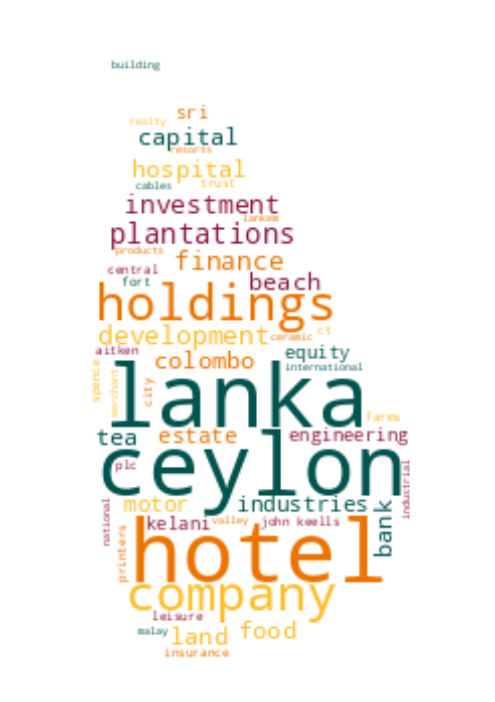 building
sri
realty
capital
resorts
hospital
cables trust
investment
lankem
plantations
products
finance
central
fort beach
holdings
development ceramic ct
aitken
colombo equity
international
spence
merchant
city
lanka
farms
tea estate engineering
ceylon
plc
industrial
motor industries
national
kelani valley john keells
bank
printers
hotel
company
leisure
malay land food
insurance